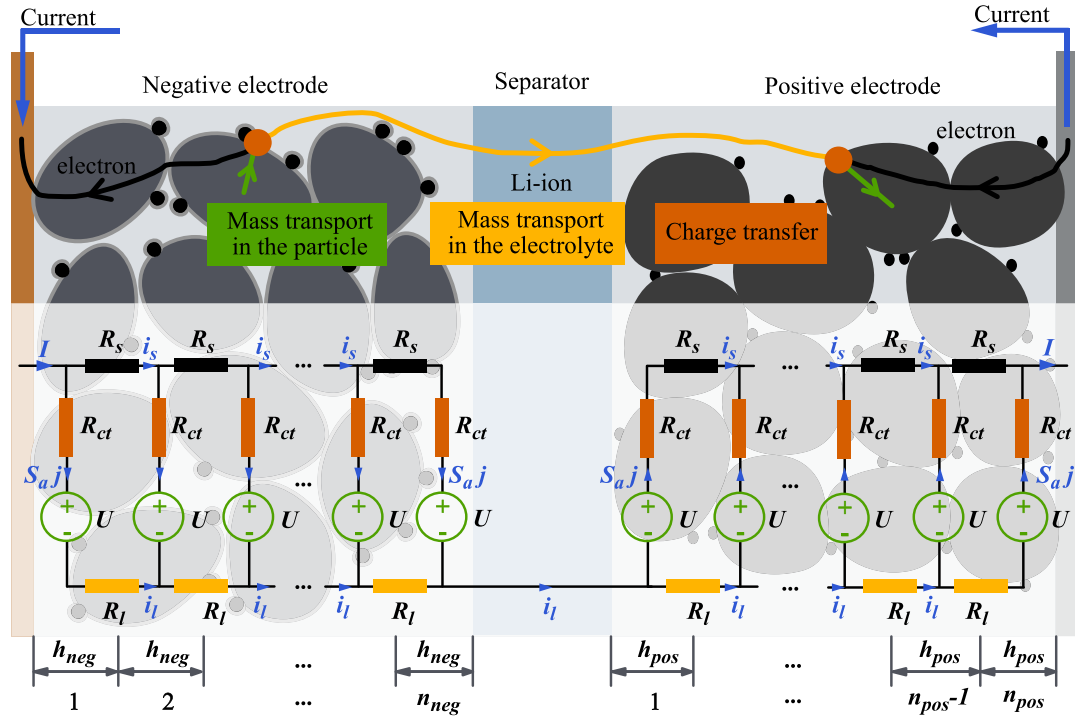 Current
Current
Negative electrode
Separator
Positive electrode
electron
electron
Li-ion
Mass transport
in the particle
Mass transport
in the electrolyte
Charge transfer
I
R_s
i_s
R_s
i_s
...
i_s
R_s
R_s
i_s
...
i_s
R_s
i_s
R_s
I
R_ct
R_ct
R_ct
R_ct
R_ct
R_ct
R_ct
R_ct
R_ct
R_ct
S_a j
...
S_a j
S_a j
...
S_a j
+
-
U
+
-
U
+
-
U
+
-
U
+
-
U
+
-
U
+
-
U
+
-
U
+
-
U
+
-
U
...
...
R_l
i_l
R_l
i_l
i_l
R_l
i_l
R_l
i_l
i_l
R_l
i_l
R_l
h_neg
h_neg
...
h_neg
h_pos
...
h_pos
h_pos
1
2
...
n_neg
1
...
n_pos-1
n_pos